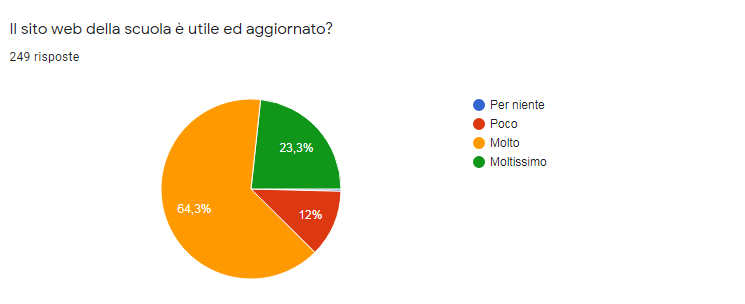 Il sito web della scuola è utile ed aggiornato?
249 risposte
Per niente
Poco
Molto
Moltissimo
23,3%
64,3%
12%